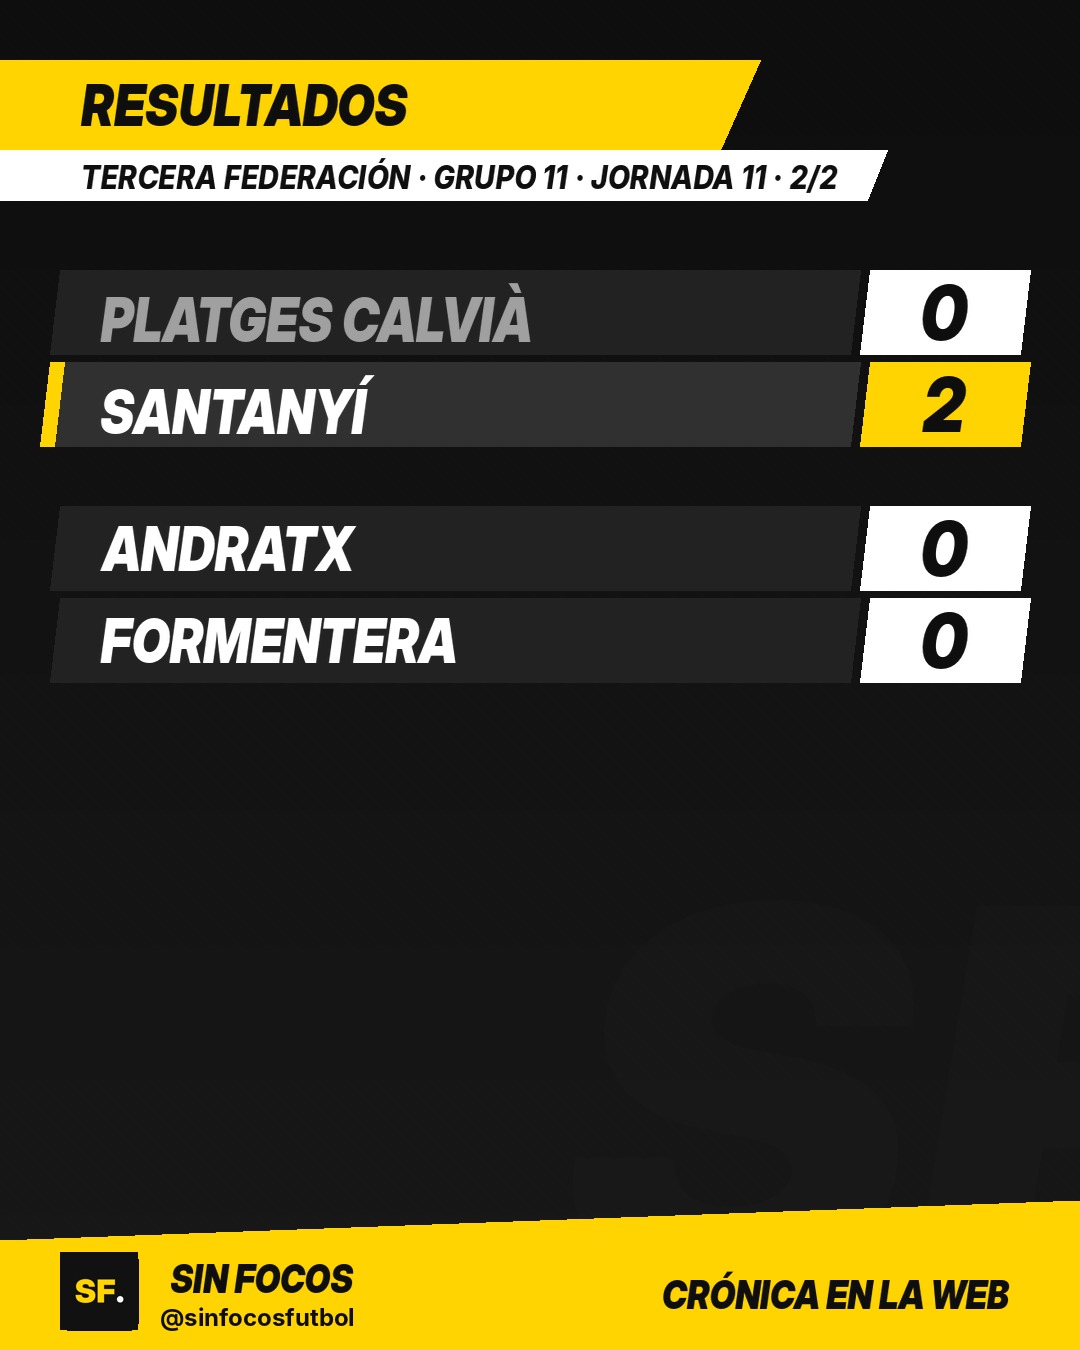 RESULTADOS
TERCERA FEDERACIÓN · GRUPO 11 · JORNADA 11 · 2/2
PLATGES CALVIÀ 0
SANTANYÍ 2
ANDRATX 0
FORMENTERA 0
SF
SF.
SIN FOCOS
@sinfocosfutbol
CRÓNICA EN LA WEB